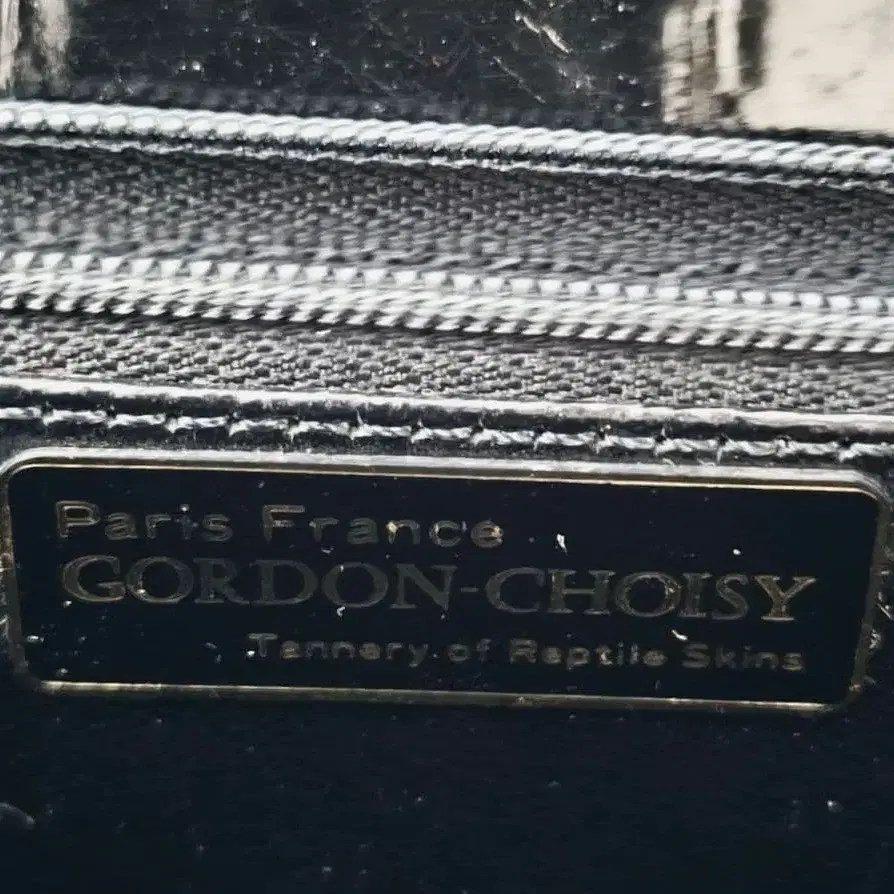 Paris France
GORDON-CHOISY
Tannery of Reptile Skins